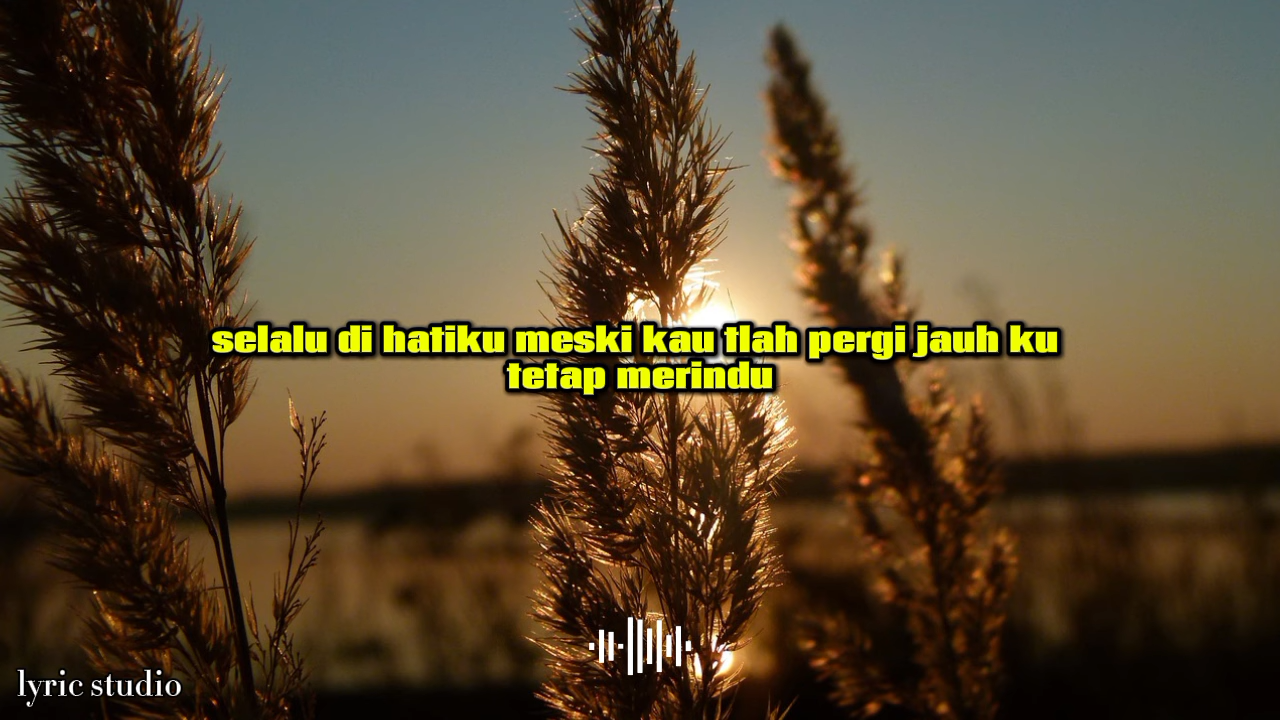 selalu di hatiku meski kau tlah pergi jauh ku
tetap merindu
lyric studio